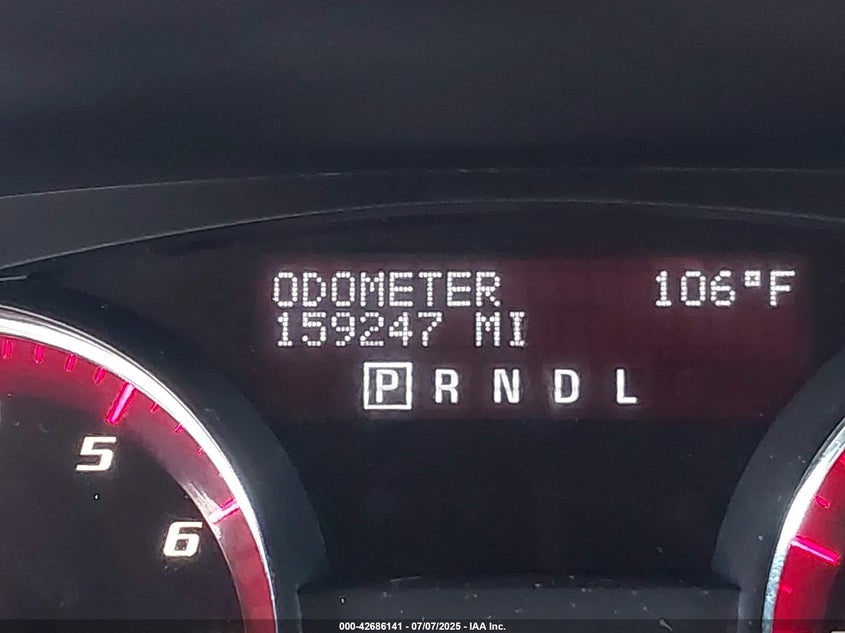 ODOMETER 106°F
159247 MI
P R N D L
5
6
000-42686141 - 07/07/2025 - IAA Inc.